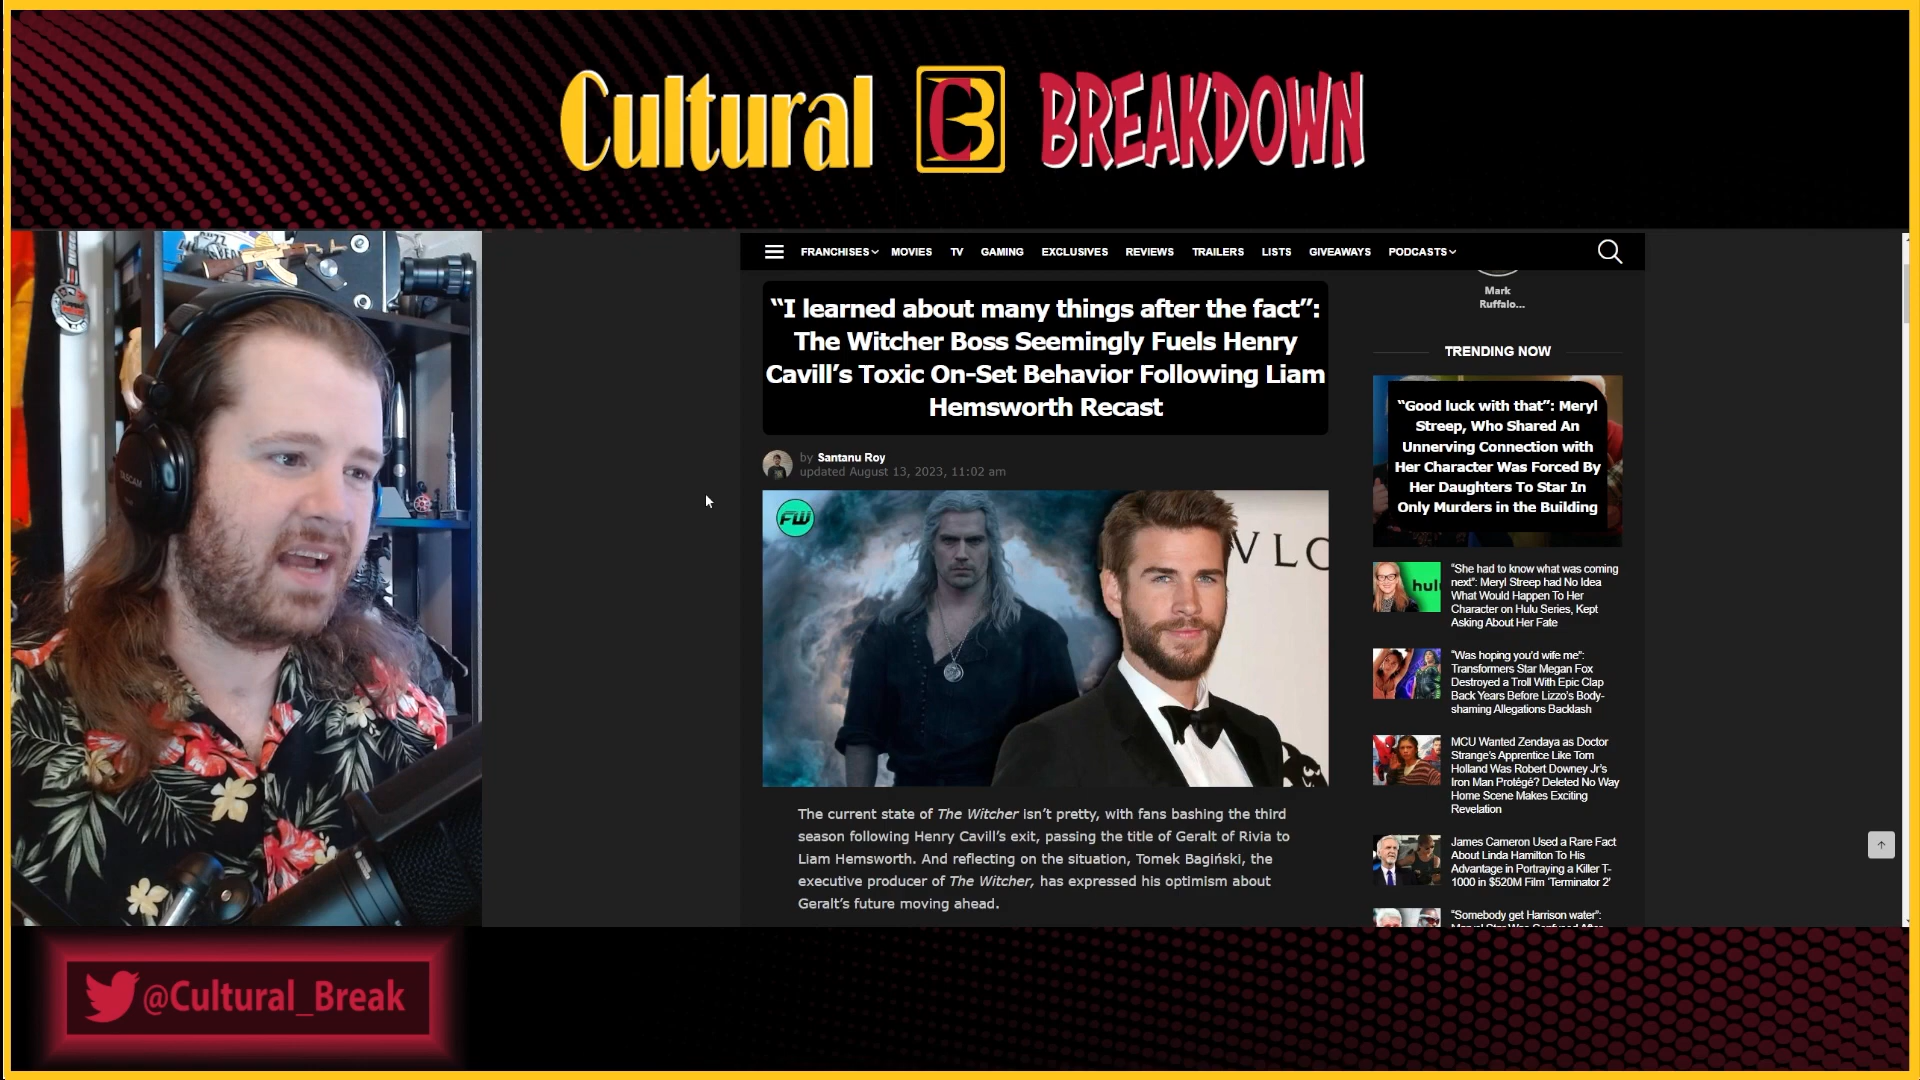 Cultural CB BREAKDOWN
FRANCHISES MOVIES TV GAMING EXCLUSIVES REVIEWS TRAILERS LISTS GIVEAWAYS PODCASTS
“I learned about many things after the fact”:
The Witcher Boss Seemingly Fuels Henry
Cavill’s Toxic On-Set Behavior Following Liam
Hemsworth Recast
by Santanu Roy
updated August 13, 2023, 11:02 am
FW
VLG
The current state of The Witcher isn’t pretty, with fans bashing the third
season following Henry Cavill’s exit, passing the title of Geralt of Rivia to
Liam Hemsworth. And reflecting on the situation, Tomek Bagiński, the
executive producer of The Witcher, has expressed his optimism about
Geralt’s future moving ahead.
Mark
Ruffalo...
TRENDING NOW
“Good luck with that”: Meryl
Streep, Who Shared An
Unnerving Connection with
Her Character Was Forced By
Her Daughters To Star In
Only Murders in the Building
hulu
“She had to know what was coming
next”: Meryl Streep had No Idea
What Would Happen To Her
Character on Hulu Series, Kept
Asking About Her Fate
“Was hoping you’d wife me”:
Transformers Star Megan Fox
Destroyed a Troll With Epic Clap
Back Years Before Lizzo’s Body-
shaming Allegations Backlash
MCU Wanted Zendaya as Doctor
Strange’s Apprentice Like Tom
Holland Was Robert Downey Jr’s
Iron Man Protégé? Deleted No Way
Home Scene Makes Exciting
Revelation
James Cameron Used a Rare Fact
About Linda Hamilton To His
Advantage in Portraying a Killer T-
1000 in $520M Film ‘Terminator 2’
“Somebody get Harrison water”:
TASCAM
@Cultural_Break